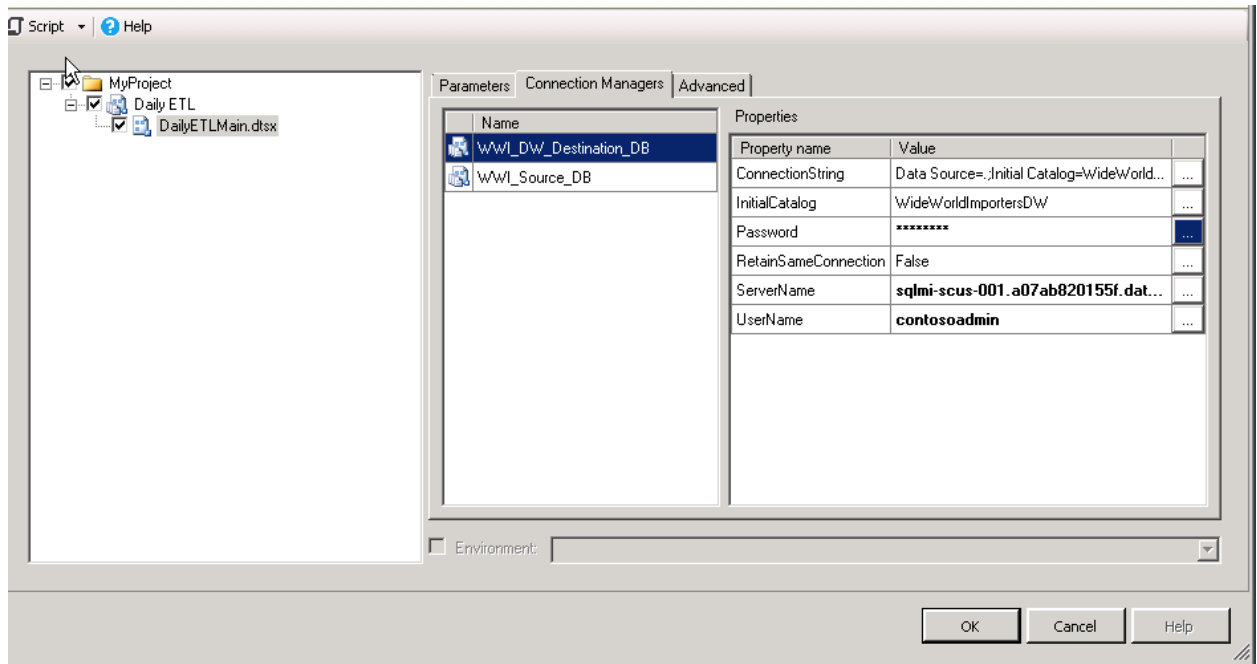 Script Help
MyProject
Daily ETL
DailyETLMain.dtsx
Parameters Connection Managers Advanced
Name
WWI_DW_Destination_DB
WWI_Source_DB
Properties
Property name Value
ConnectionString Data Source=.;Initial Catalog=WideWorld... ...
InitialCatalog WideWorldImportersDW ...
Password ******** ...
RetainSameConnection False ...
ServerName sqlmi-scus-001.a07ab820155f.dat... ...
UserName contosoadmin ...
Environment:
OK Cancel Help